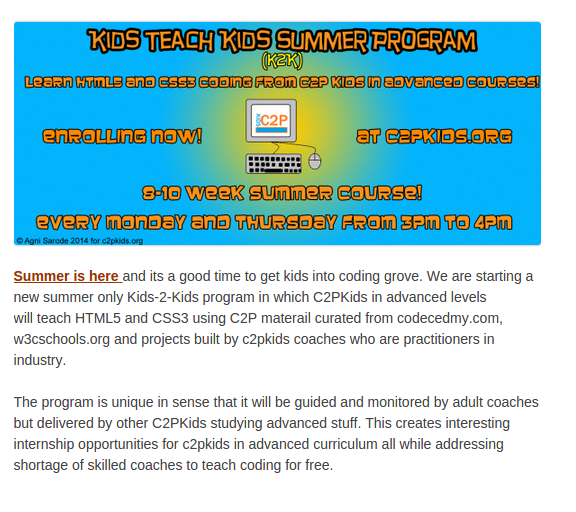 KIDS TEACH KIDS SUMMER PROGRAM
(K2K)
Learn HTML5 and CSS3 coding from C2P Kids in advanced courses!
C2P
enrolling now!
at c2pkids.org
8-10 week summer course!
every Monday and Thursday from 3pm to 4pm
© Agni Sarode 2014 for c2pkids.org
Summer is here and its a good time to get kids into coding grove. We are starting a
new summer only Kids-2-Kids program in which C2PKids in advanced levels
will teach HTML5 and CSS3 using C2P materail curated from codecedmy.com,
w3cschools.org and projects built by c2pkids coaches who are practitioners in
industry.
The program is unique in sense that it will be guided and monitored by adult coaches
but delivered by other C2PKids studying advanced stuff. This creates interesting
internship opportunities for c2pkids in advanced curriculum all while addressing
shortage of skilled coaches to teach coding for free.